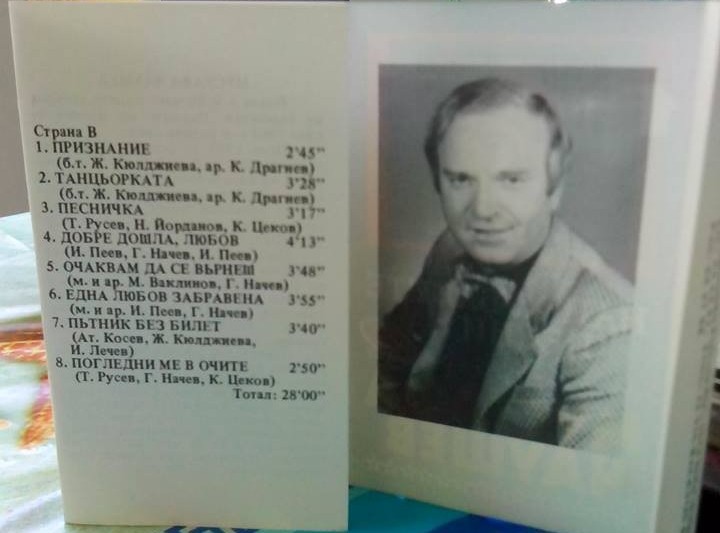 Страна В
1. ПРИЗНАНИЕ 2'45"
(б.т. Ж. Кюлджиева, ар. К. Драгнев)
2. ТАНЦЬОРКАТА 3'28"
(б.т. Ж. Кюлджиева, ар. К. Драгнев)
3. ПЕСНИЧКА 3'17"
(Т. Русев, Н. Йорданов, К. Цеков)
4. ДОБРЕ ДОШЛА, ЛЮБОВ 4'13"
(И. Пеев, Г. Начев, И. Пеев)
5. ОЧАКВАМ ДА СЕ ВЪРНЕШ 3'48"
(м. и ар. М. Ваклинов, Г. Начев)
6. ЕДНА ЛЮБОВ ЗАБРАВЕНА 3'55"
(м. и ар. И. Пеев, Г. Начев)
7. ПЪТНИК БЕЗ БИЛЕТ 3'40"
(Ат. Косев, Ж. Кюлджиева,
И. Лечев)
8. ПОГЛЕДНИ МЕ В ОЧИТЕ 2'50"
(Т. Русев, Г. Начев, К. Цеков)
Тотал: 28'00"